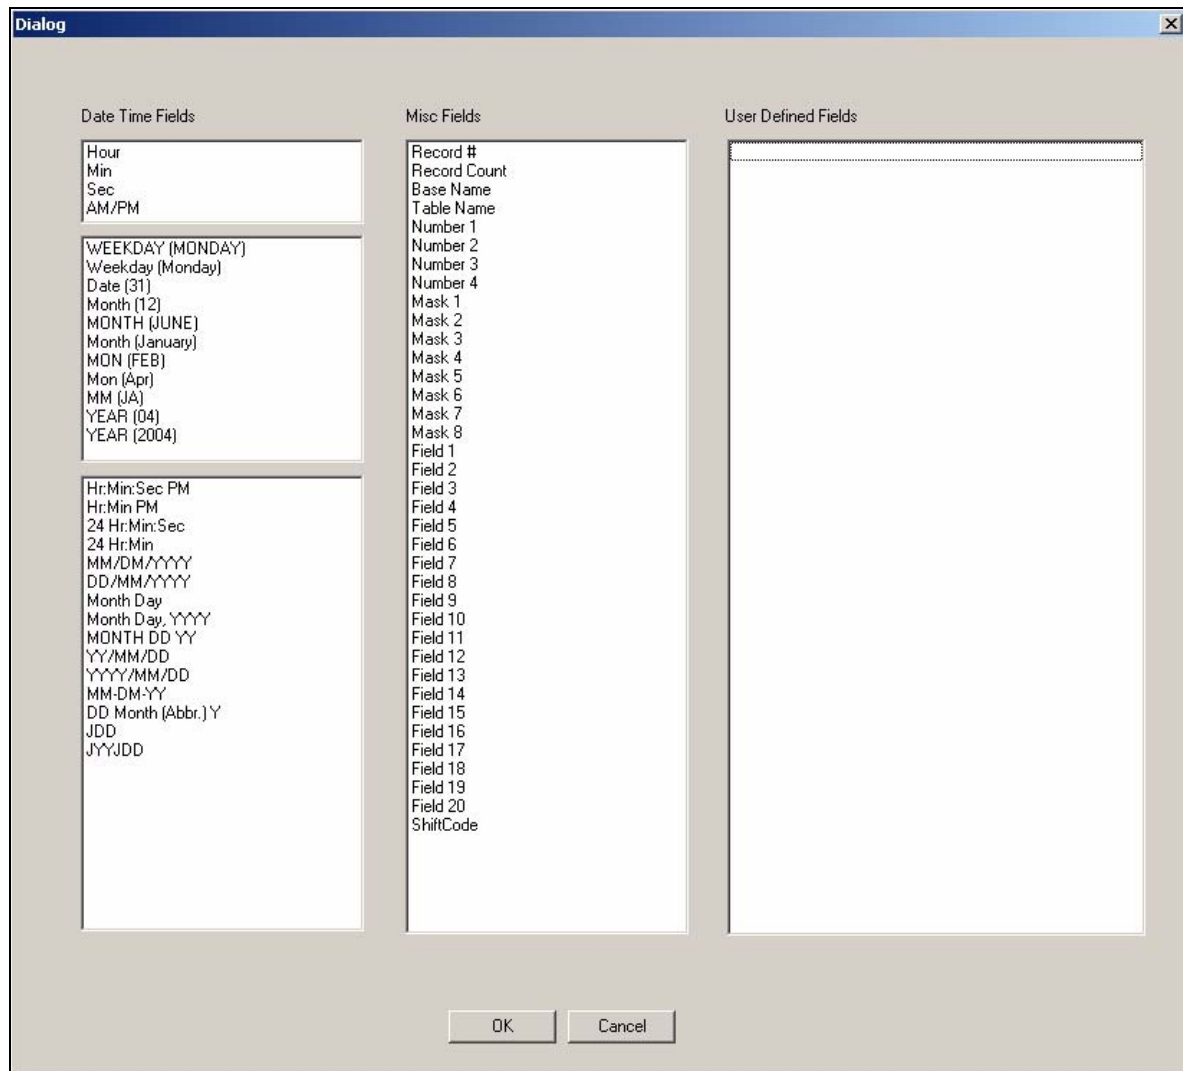 Dialog
Date Time Fields
Hour
Min
Sec
AM/PM
WEEKDAY (MONDAY)
Weekday (Monday)
Date (31)
Month (12)
MONTH (JUNE)
Month (January)
MON (FEB)
Mon (Apr)
MM (JA)
YEAR (04)
YEAR (2004)
Hr:Min:Sec PM
Hr:Min PM
24 Hr:Min:Sec
24 Hr:Min
MM/DM/YYYY
DD/MM/YYYY
Month Day
Month Day, YYYY
MONTH DD YY
YY/MM/DD
YYYY/MM/DD
MM-DM-YY
DD Month (Abbr.) Y
JDD
JYYJDD
Misc Fields
Record #
Record Count
Base Name
Table Name
Number 1
Number 2
Number 3
Number 4
Mask 1
Mask 2
Mask 3
Mask 4
Mask 5
Mask 6
Mask 7
Mask 8
Field 1
Field 2
Field 3
Field 4
Field 5
Field 6
Field 7
Field 8
Field 9
Field 10
Field 11
Field 12
Field 13
Field 14
Field 15
Field 16
Field 17
Field 18
Field 19
Field 20
ShiftCode
User Defined Fields
OK
Cancel